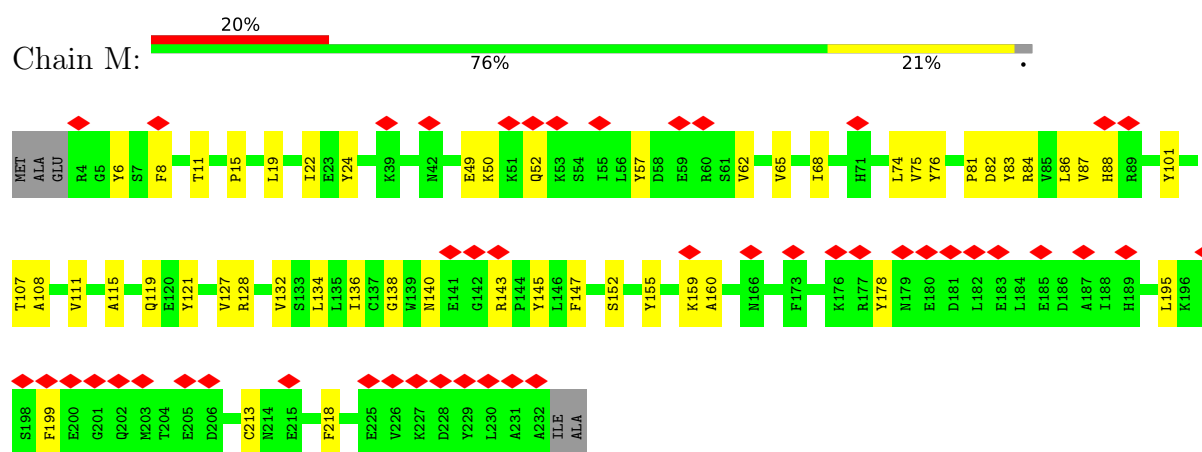 20%
Chain M:
76% 21% •
MET ALA GLU R4 G5 Y6 S7 F8 T11 P15 L19 I22 E23 Y24 K39 N42 E49 K50 K51 Q52 K53 S54 I55 L56 Y57 D58 E59 R60 S61 V62 V65 I68 H71 L74 V75 Y76 P81 D82 Y83 R84 V85 L86 V87 H88 R89 Y101
T107 A108 V111 A115 Q119 E120 Y121 V127 R128 V132 S133 L134 L135 I136 C137 G138 W139 N140 E141 G142 R143 P144 Y145 L146 F147 S152 Y155 K159 A160 N166 F173 K176 R177 Y178 N179 E180 D181 L182 E183 L184 E185 D186 A187 I188 H189 L195 K196
S198 F199 E200 G201 Q202 M203 T204 E205 D206 C213 N214 E215 F218 E225 V226 K227 D228 Y229 L230 A231 A232 ILE ALA